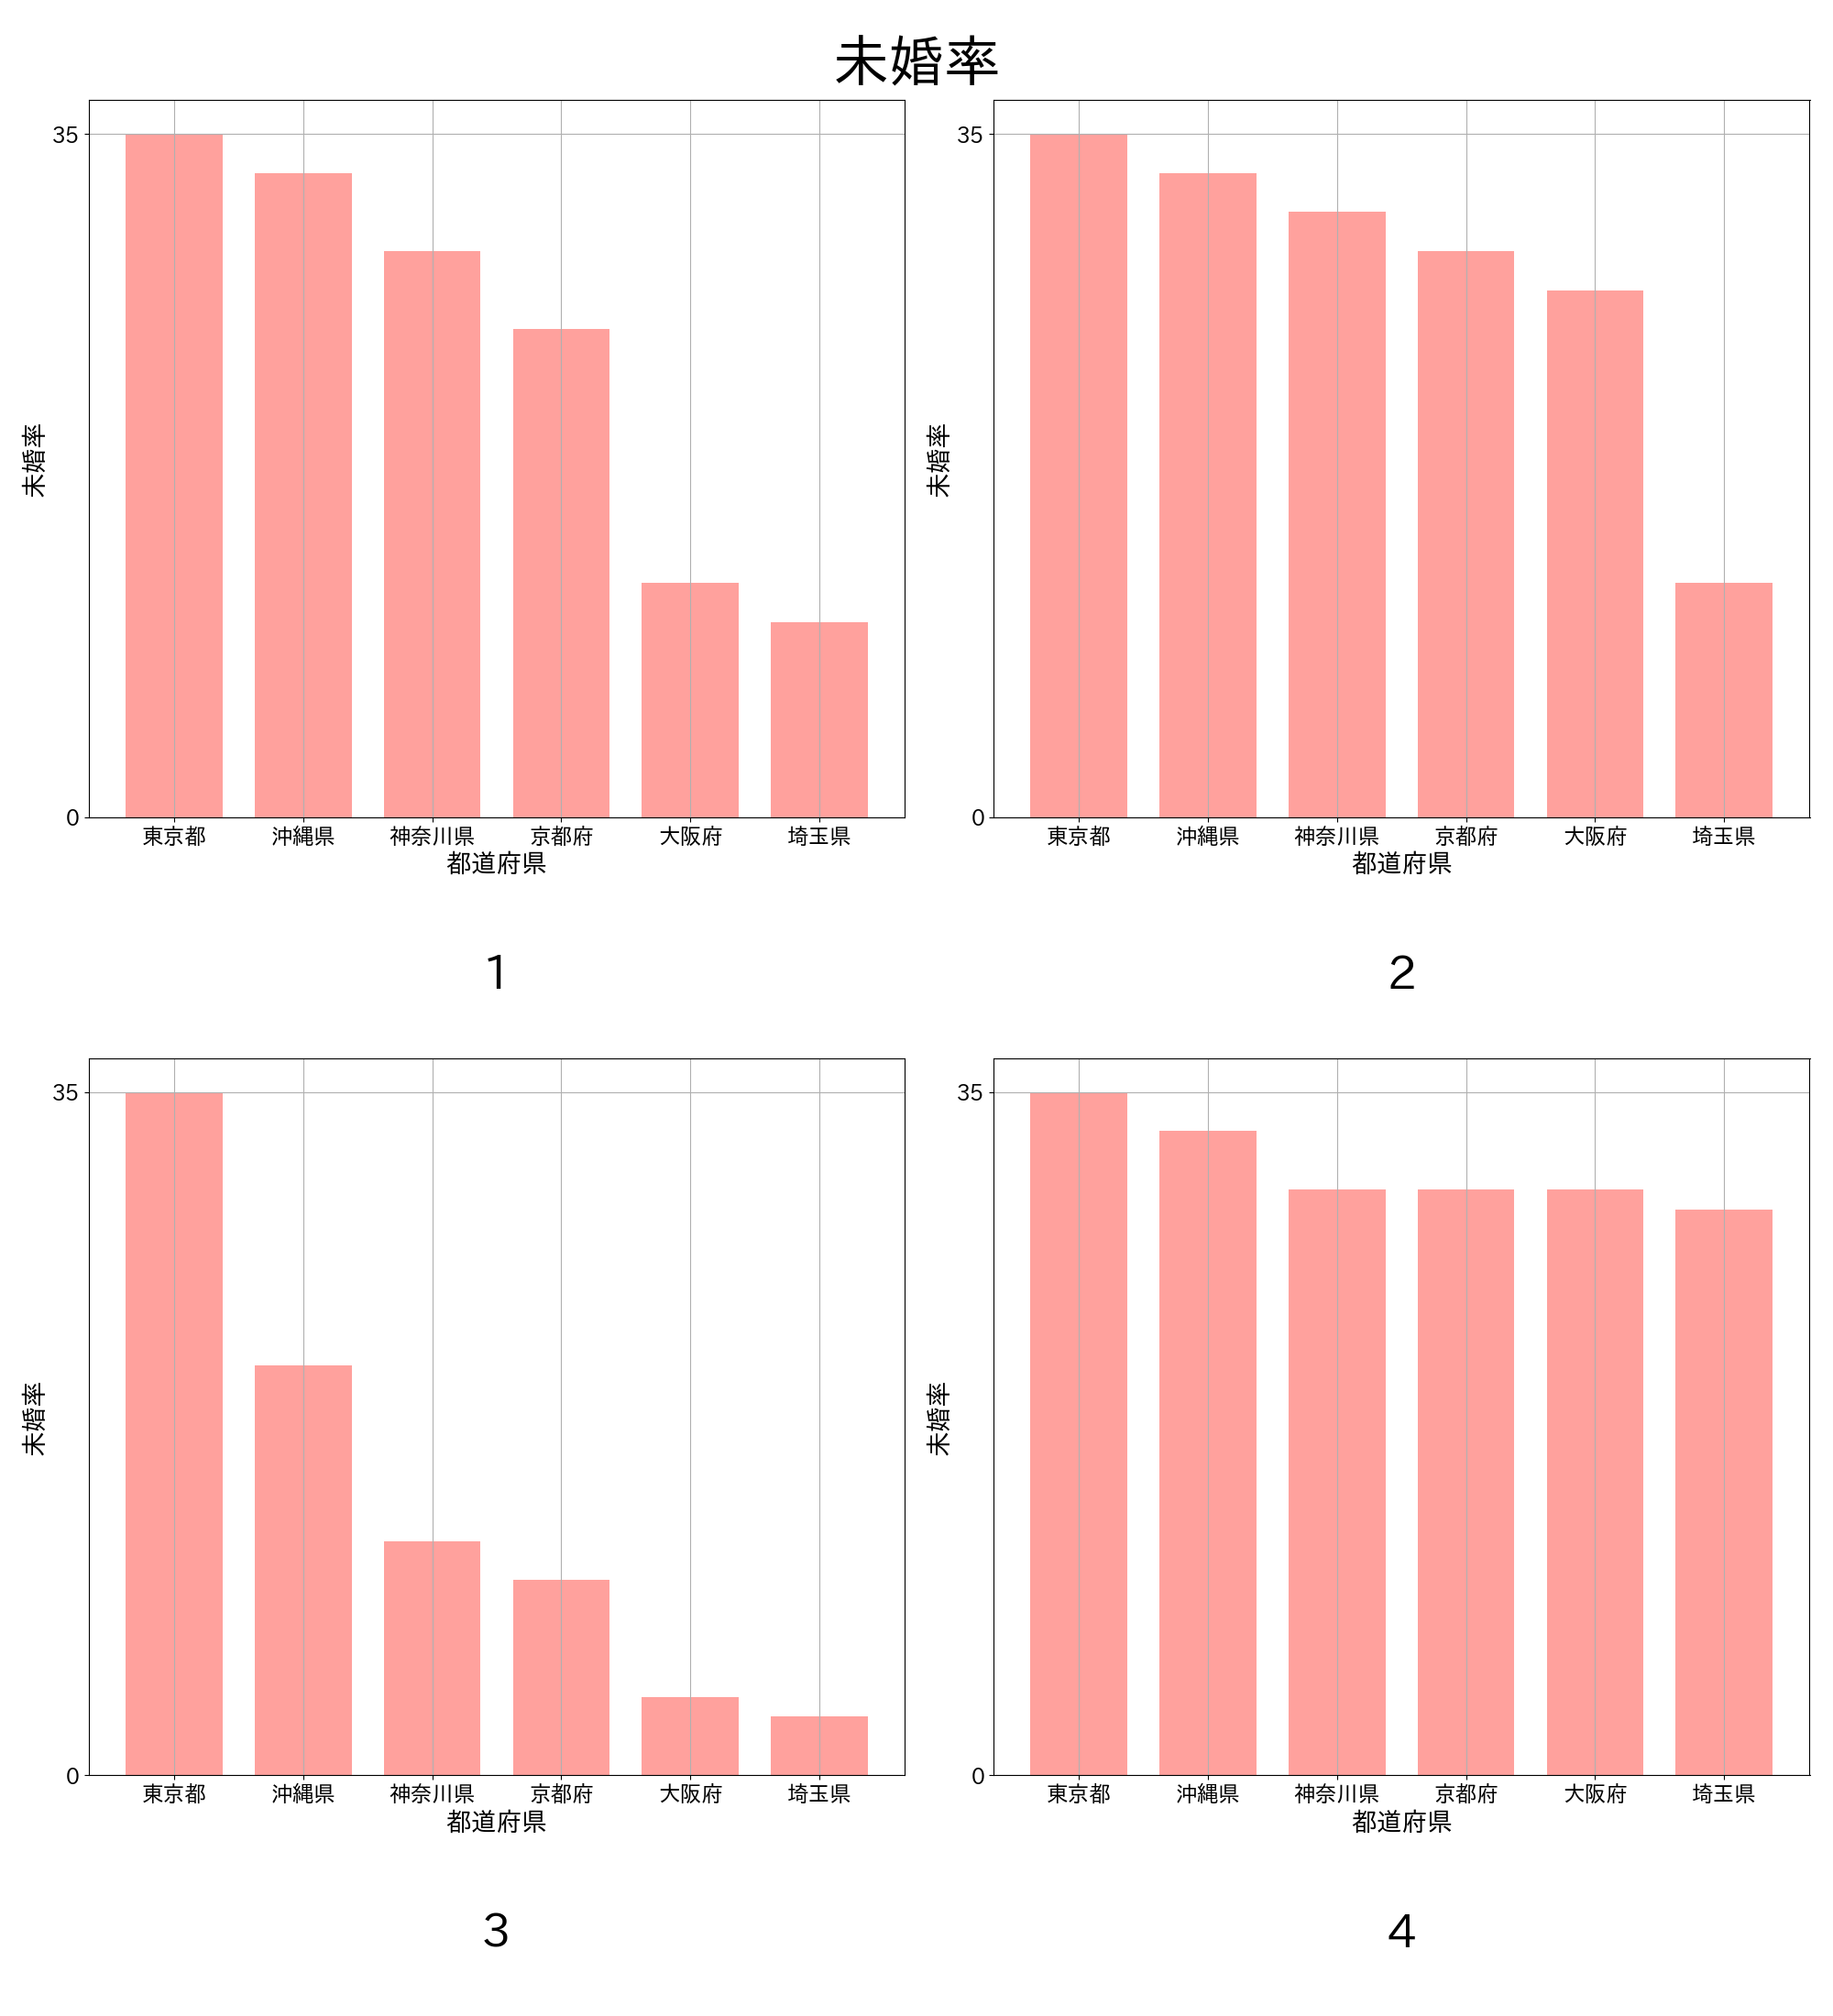 未婚率
35
0
未婚率
東京都 沖縄県 神奈川県 京都府 大阪府 埼玉県
都道府県
1
35
0
未婚率
東京都 沖縄県 神奈川県 京都府 大阪府 埼玉県
都道府県
2
35
0
未婚率
東京都 沖縄県 神奈川県 京都府 大阪府 埼玉県
都道府県
3
35
0
未婚率
東京都 沖縄県 神奈川県 京都府 大阪府 埼玉県
都道府県
4